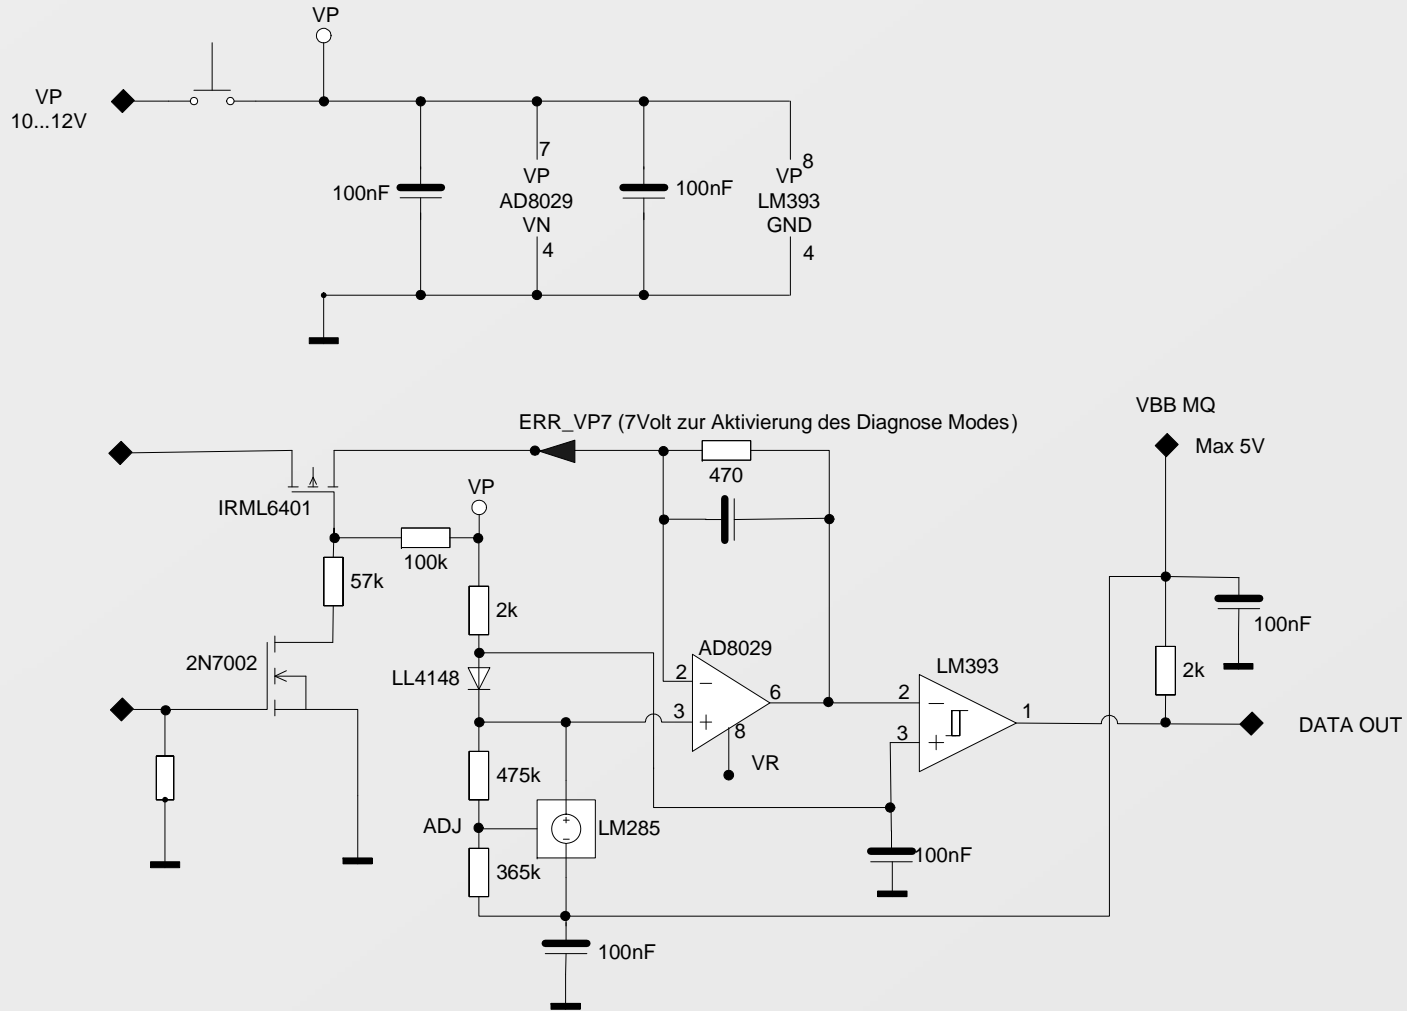 VP
VP
10...12V
7
VP
AD8029
VN
4
100nF
100nF
8
VP
LM393
GND
4
VBB MQ
Max 5V
ERR_VP7 (7Volt zur Aktivierung des Diagnose Modes)
470
VP
IRML6401
100k
57k
2k
100nF
2N7002
LL4148
AD8029
2
3
6
8
VR
LM393
2
3
1
2k
DATA OUT
475k
ADJ
LM285
365k
100nF
100nF